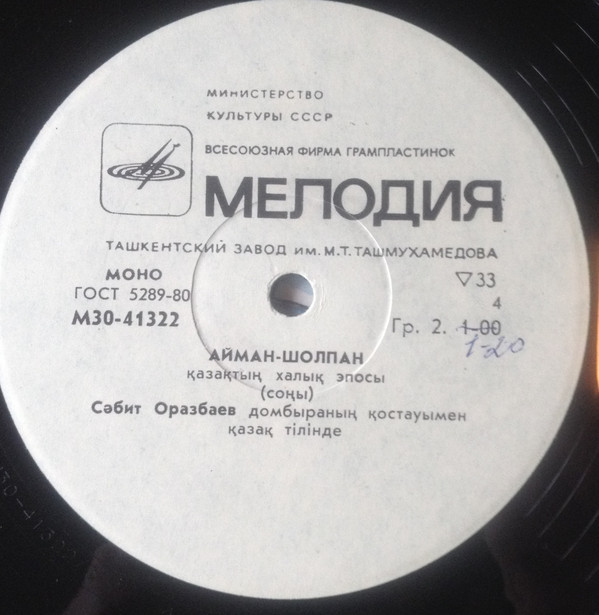 МИНИСТЕРСТВО
КУЛЬТУРЫ СССР
ВСЕСОЮЗНАЯ ФИРМА ГРАМПЛАСТИНОК
МЕЛОДИЯ
ТАШКЕНТСКИЙ ЗАВОД им. М.Т. ТАШМУХАМЕДОВА
МОНО
ГОСТ 5289-80
М30-41322
▽33
4
Гр. 2. 1-00
1-20
АЙМАН-ШОЛПАН
қазақтың халық эпосы
(соңы)
Сәбит Оразбаев домбыраның қостауымен
қазақ тілінде